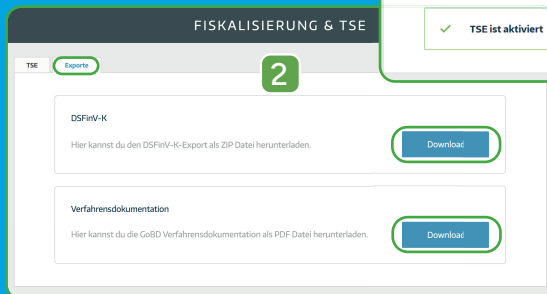 FISKALISIERUNG & TSE
TSE ist aktiviert
TSE
Exporte
2
DSFinV-K
Hier kannst du den DSFinV-K-Export als ZIP Datei herunterladen.
Download
Verfahrensdokumentation
Hier kannst du die GoBD Verfahrensdokumentation als PDF Datei herunterladen.
Download